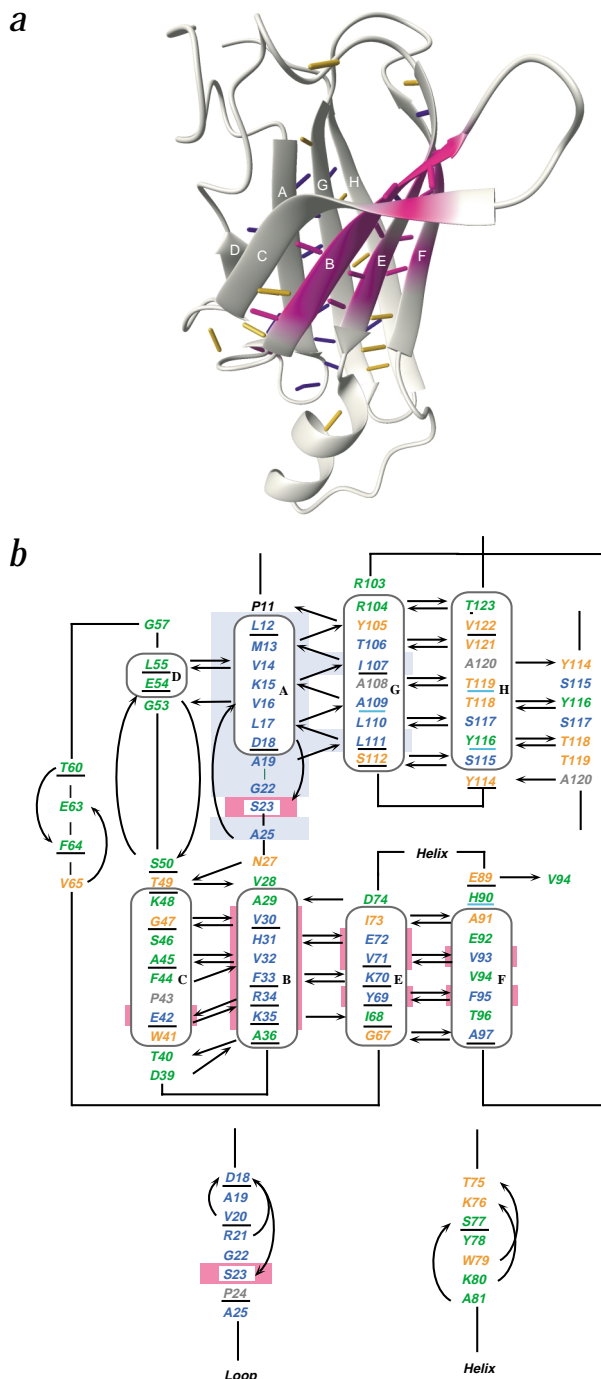 a
A
G
H
D
C
B
E
F
b
R103
G57
P11
R104
T123
L12
Y105
V122
M13
T106
V121
L55
V14
I107
A120
Y114
E54
D
K15
A
A108
G
T119
H
S115
G53
V16
A109
T118
Y116
L17
L110
S117
S117
D18
L111
Y116
T118
T60
A19
S112
S115
T119
E63
G22
Y114
A120
S23
F64
A25
V65
S50
N27
Helix
E89
V94
T49
V28
D74
H90
K48
A29
I73
A91
G47
V30
E72
E92
S46
H31
V71
V93
A45
V32
K70
V94
F44
C
F33
B
Y69
E
F95
F
P43
R34
I68
T96
E42
K35
G67
A97
W41
A36
T40
D39
D18
T75
A19
K76
V20
S77
R21
Y78
G22
W79
S23
K80
P24
A81
A25
Loop
Helix